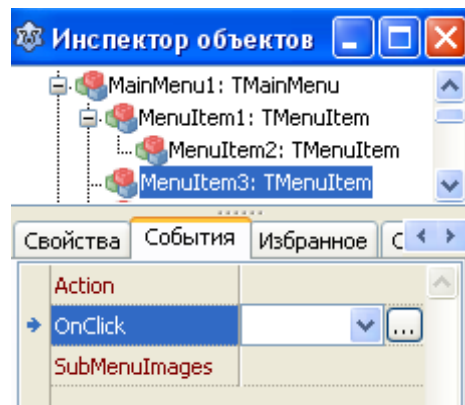 Инспектор объектов
MainMenu1: TMainMenu
MenuItem1: TMenuItem
MenuItem2: TMenuItem
MenuItem3: TMenuItem
Свойства События Избранное С
Action
OnClick ...
SubMenuImages